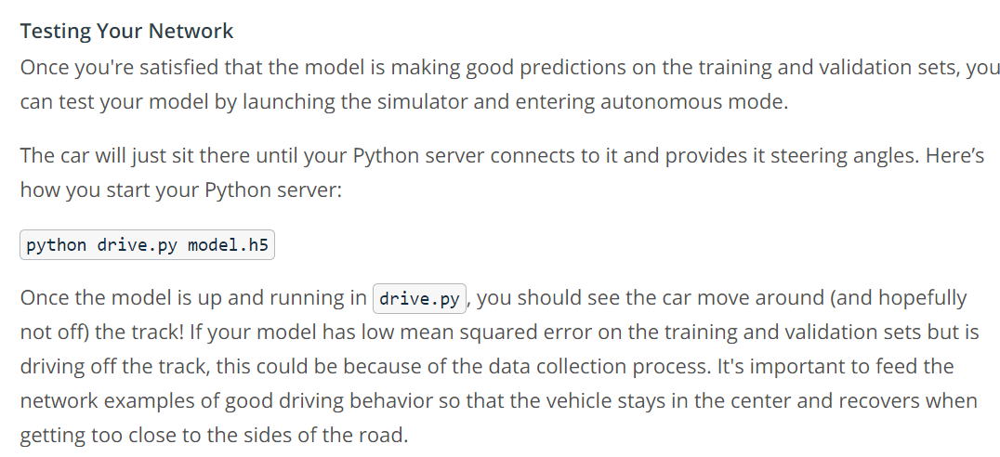 Testing Your Network
Once you're satisfied that the model is making good predictions on the training and validation sets, you
can test your model by launching the simulator and entering autonomous mode.
The car will just sit there until your Python server connects to it and provides it steering angles. Here’s
how you start your Python server:
python drive.py model.h5
Once the model is up and running in drive.py, you should see the car move around (and hopefully
not off) the track! If your model has low mean squared error on the training and validation sets but is
driving off the track, this could be because of the data collection process. It's important to feed the
network examples of good driving behavior so that the vehicle stays in the center and recovers when
getting too close to the sides of the road.